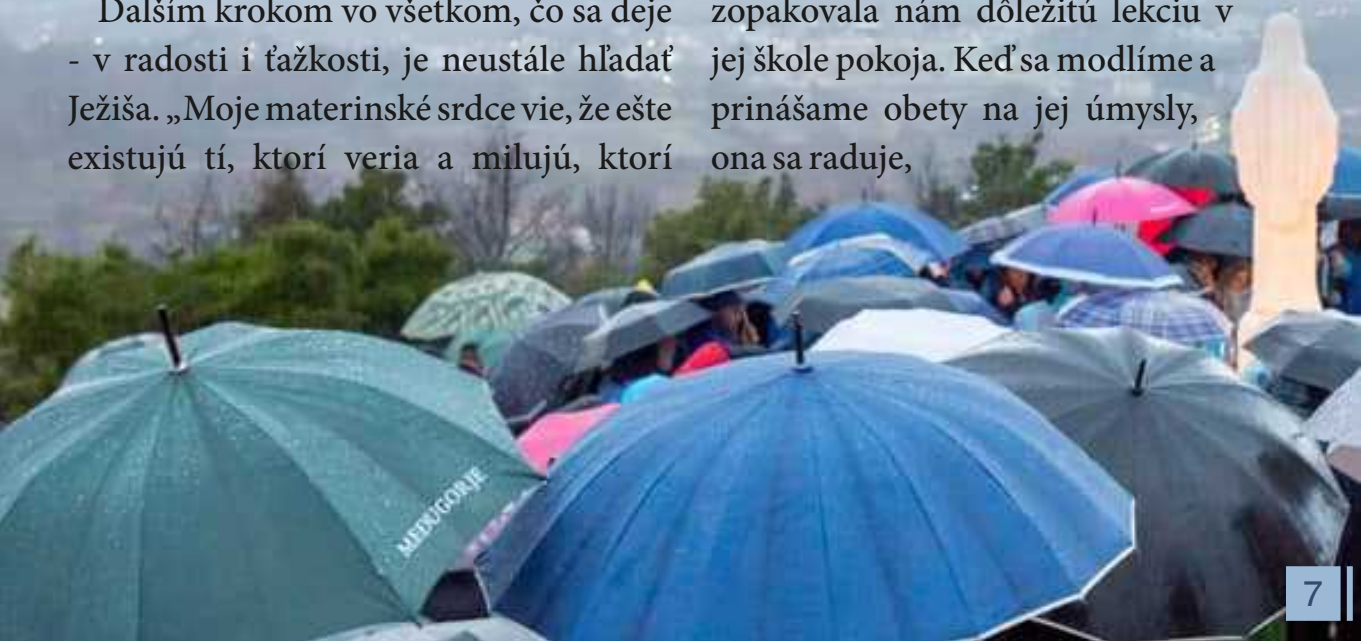 Ďalším krokom vo všetkom, čo sa deje
- v radosti i ťažkosti, je neustále hľadať
Ježiša. „Moje materinské srdce vie, že ešte
existujú tí, ktorí veria a milujú, ktorí
zopakovala nám dôležitú lekciu v
jej škole pokoja. Keď sa modlíme a
prinášame obety na jej úmysly,
ona sa raduje,
MEĐUGORJE
7